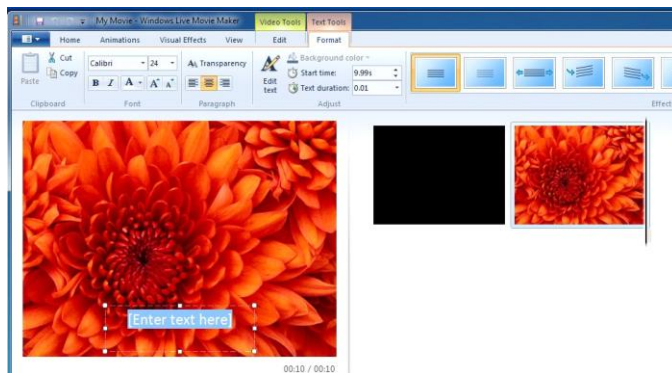 My Movie - Windows Live Movie Maker
Video Tools
Text Tools
Home
Animations
Visual Effects
View
Edit
Format
Paste
Cut
Copy
Clipboard
Calibri
24
B I A A A
Font
Transparency
Paragraph
Edit text
Background color
Start time: 9.99s
Text duration: 0.01
Adjust
Effect
[Enter text here]
00:10 / 00:10